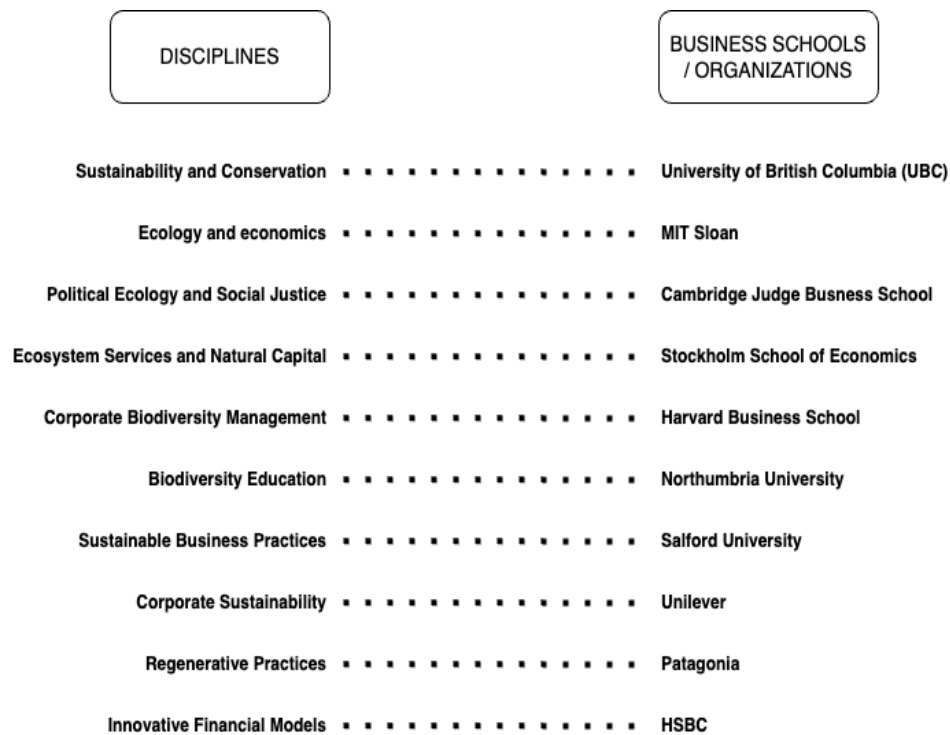 DISCIPLINES
BUSINESS SCHOOLS
/ ORGANIZATIONS
Sustainability and Conservation University of British Columbia (UBC)
Ecology and economics MIT Sloan
Political Ecology and Social Justice Cambridge Judge Busness School
Ecosystem Services and Natural Capital Stockholm School of Economics
Corporate Biodiversity Management Harvard Business School
Biodiversity Education Northumbria University
Sustainable Business Practices Salford University
Corporate Sustainability Unilever
Regenerative Practices Patagonia
Innovative Financial Models HSBC